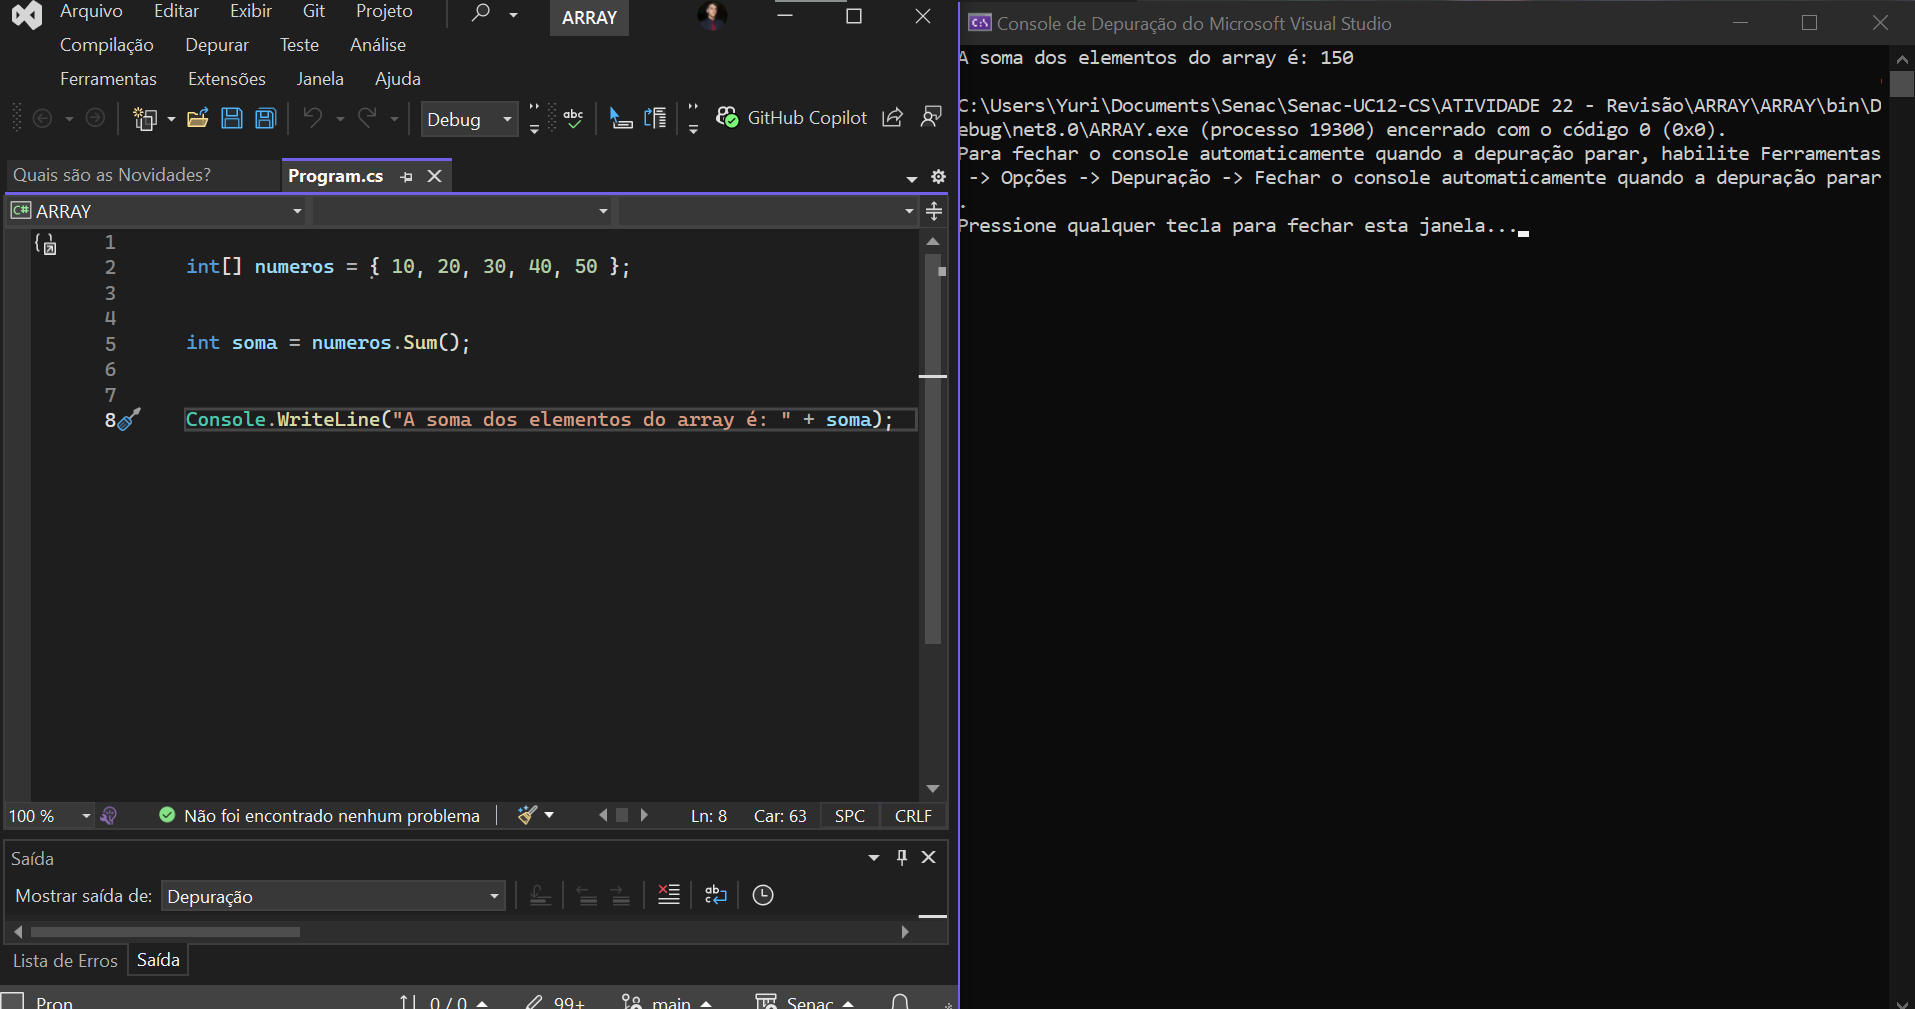 Arquivo Editar Exibir Git Projeto ARRAY
Compilação Depurar Teste Análise
Ferramentas Extensões Janela Ajuda
Debug abc GitHub Copilot
Quais são as Novidades? Program.cs
C# ARRAY
1
2 int[] numeros = { 10, 20, 30, 40, 50 };
3
4
5 int soma = numeros.Sum();
6
7
8 Console.WriteLine("A soma dos elementos do array é: " + soma);
100 % Não foi encontrado nenhum problema Ln: 8 Car: 63 SPC CRLF
Saída
Mostrar saída de: Depuração
Lista de Erros Saída
Pron 0 / 0 99+ main Senac
Console de Depuração do Microsoft Visual Studio
A soma dos elementos do array é: 150
C:\Users\Yuri\Documents\Senac\Senac-UC12-CS\ATIVIDADE 22 - Revisão\ARRAY\ARRAY\bin\D
ebug\net8.0\ARRAY.exe (processo 19300) encerrado com o código 0 (0x0).
Para fechar o console automaticamente quando a depuração parar, habilite Ferramentas
-> Opções -> Depuração -> Fechar o console automaticamente quando a depuração parar
.
Pressione qualquer tecla para fechar esta janela...